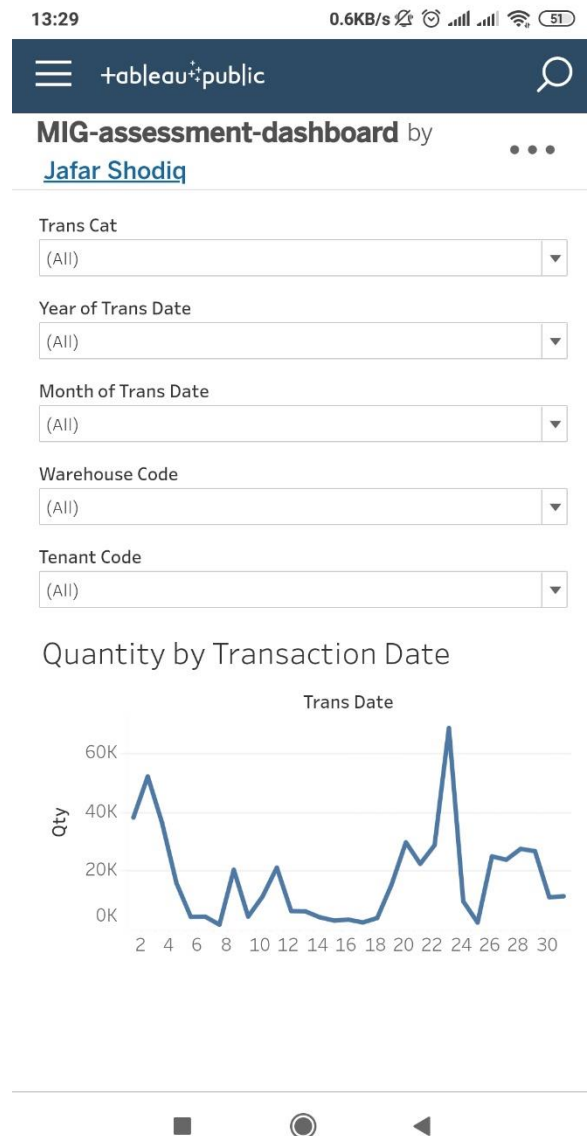 13:29 0.6KB/s 51
+ableau public
MIG-assessment-dashboard by
Jafar Shodiq
Trans Cat
(All)
Year of Trans Date
(All)
Month of Trans Date
(All)
Warehouse Code
(All)
Tenant Code
(All)
Quantity by Transaction Date
Trans Date
60K
40K
20K
0K
Qty
2 4 6 8 10 12 14 16 18 20 22 24 26 28 30